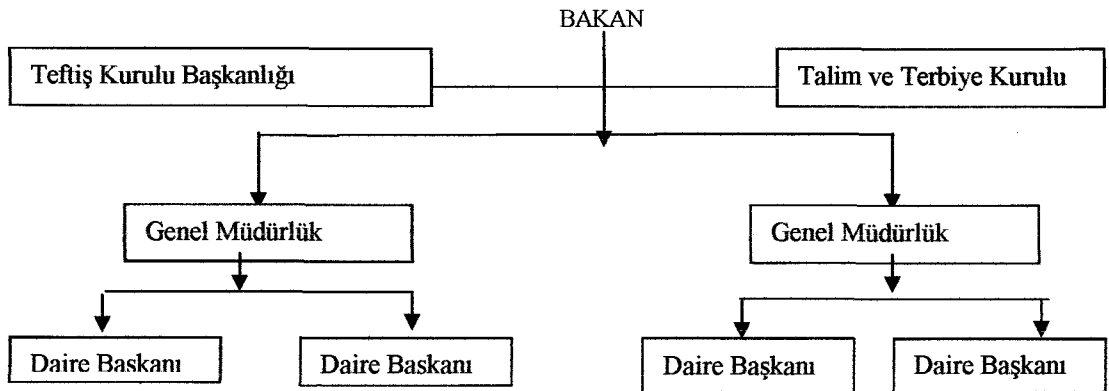 BAKAN
Teftiş Kurulu Başkanlığı
Talim ve Terbiye Kurulu
Genel Müdürlük
Genel Müdürlük
Daire Baskanı
Daire Baskanı
Daire Başkanı
Daire Başkanı